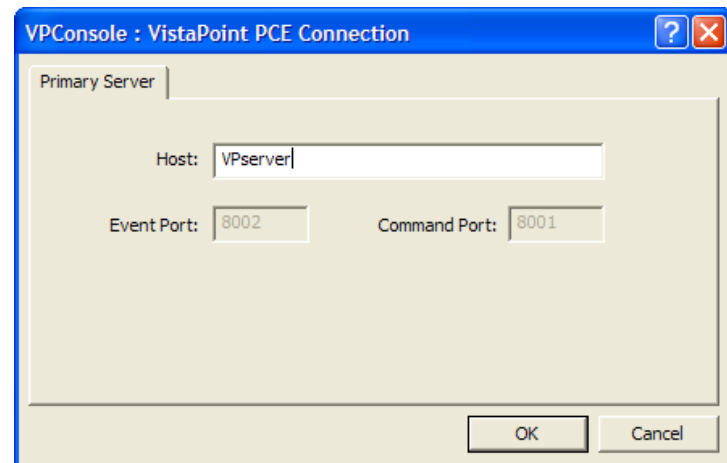 VPConsole : VistaPoint PCE Connection
Primary Server
Host: VPserver
Event Port: 8002 Command Port: 8001
OK Cancel